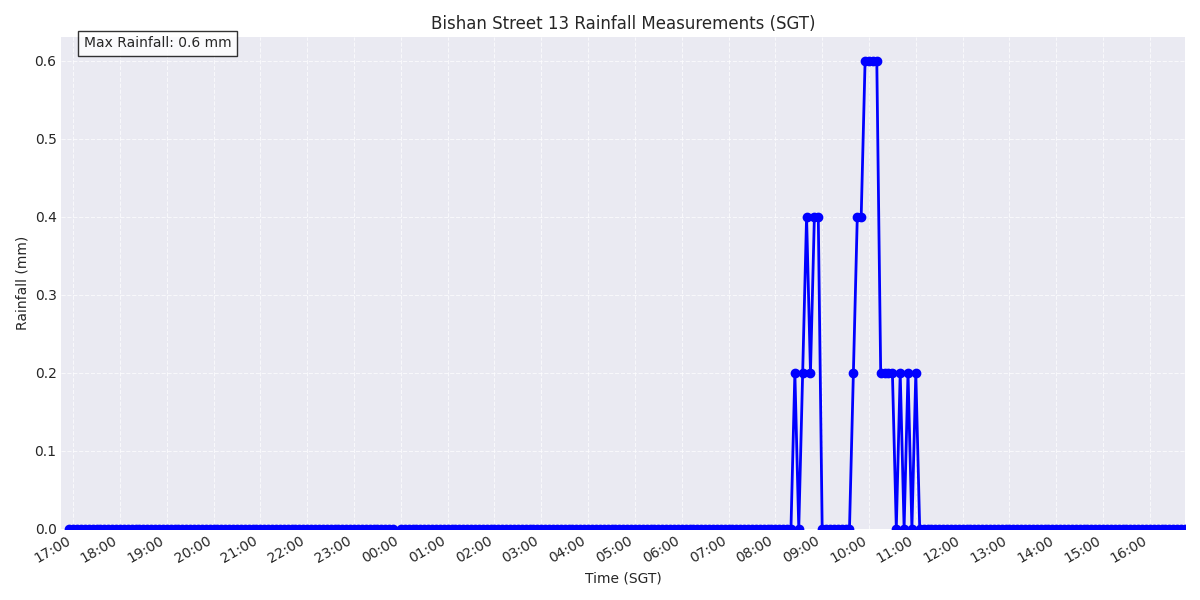 Bishan Street 13 Rainfall Measurements (SGT)
Max Rainfall: 0.6 mm
Rainfall (mm)
0.6
0.5
0.4
0.3
0.2
0.1
0.0
17:00 18:00 19:00 20:00 21:00 22:00 23:00 00:00 01:00 02:00 03:00 04:00 05:00 06:00 07:00 08:00 09:00 10:00 11:00 12:00 13:00 14:00 15:00 16:00
Time (SGT)